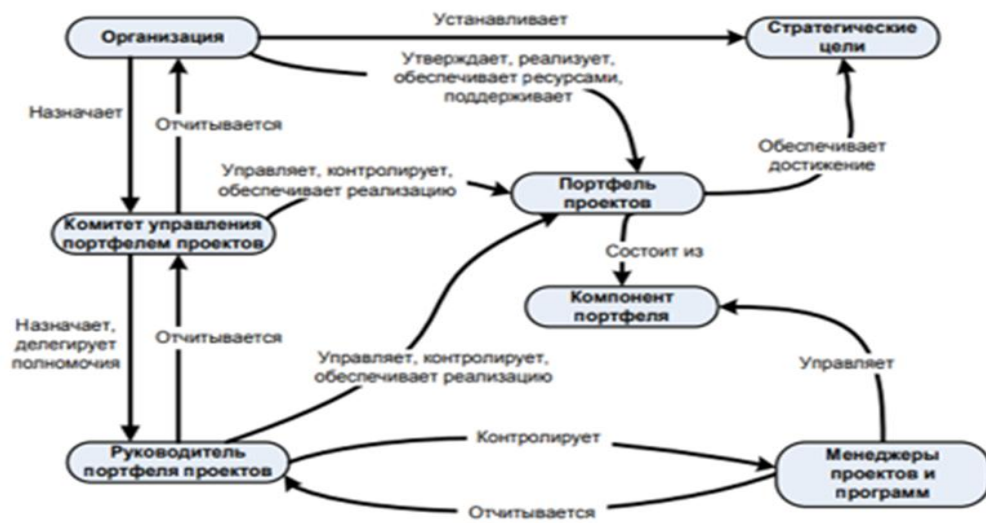 Устанавливает
Организация
Стратегические
цели
Утверждает, реализует,
обеспечивает ресурсами,
поддерживает
Назначает
Отчитывается
Обеспечивает
достижение
Управляет, контролирует,
обеспечивает реализацию
Портфель
проектов
Комитет управления
портфелем проектов
Состоит из
Компонент
портфеля
Назначает,
делегирует
полномочия
Отчитывается
Управляет, контролирует,
обеспечивает реализацию
Управляет
Контролирует
Руководитель
портфеля проектов
Менеджеры
проектов и
программ
Отчитывается